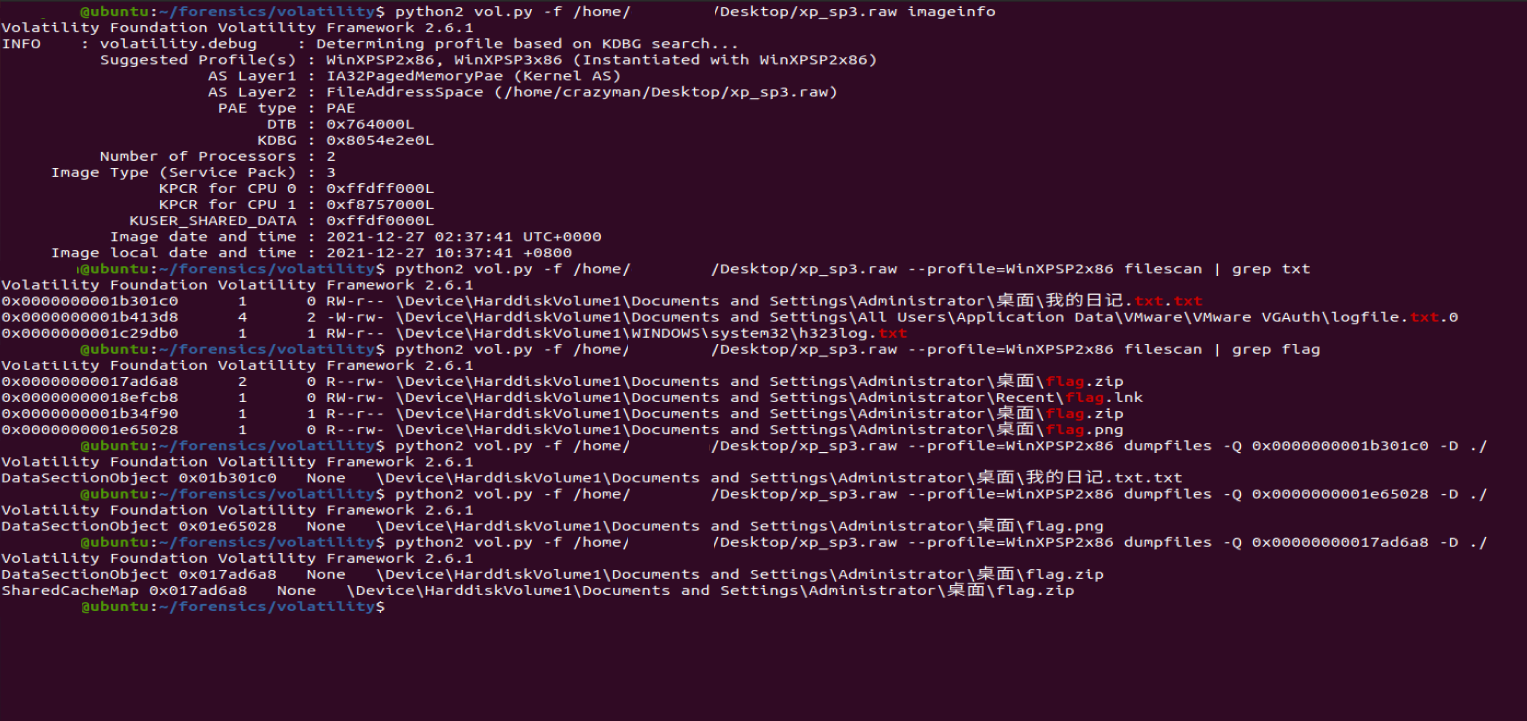 @ubuntu:~/forensics/volatility$ python2 vol.py -f /home/ /Desktop/xp_sp3.raw imageinfo
Volatility Foundation Volatility Framework 2.6.1
INFO    : volatility.debug    : Determining profile based on KDBG search...
Suggested Profile(s) : WinXPSP2x86, WinXPSP3x86 (Instantiated with WinXPSP2x86)
AS Layer1 : IA32PagedMemoryPae (Kernel AS)
AS Layer2 : FileAddressSpace (/home/crazyman/Desktop/xp_sp3.raw)
PAE type : PAE
DTB : 0x764000L
KDBG : 0x8054e2e0L
Number of Processors : 2
Image Type (Service Pack) : 3
KPCR for CPU 0 : 0xffdff000L
KPCR for CPU 1 : 0xf8757000L
KUSER_SHARED_DATA : 0xffdf0000L
Image date and time : 2021-12-27 02:37:41 UTC+0000
Image local date and time : 2021-12-27 10:37:41 +0800
@ubuntu:~/forensics/volatility$ python2 vol.py -f /home/ /Desktop/xp_sp3.raw --profile=WinXPSP2x86 filescan | grep txt
Volatility Foundation Volatility Framework 2.6.1
0x0000000001b301c0      1      0 RW-r-- \Device\HarddiskVolume1\Documents and Settings\Administrator\桌面\我的日记.txt.txt
0x0000000001b413d8      4      2 -W-rw- \Device\HarddiskVolume1\Documents and Settings\All Users\Application Data\VMware\VMware VGAuth\logfile.txt.0
0x0000000001c29db0      1      1 RW-r-- \Device\HarddiskVolume1\WINDOWS\system32\h323log.txt
@ubuntu:~/forensics/volatility$ python2 vol.py -f /home/ /Desktop/xp_sp3.raw --profile=WinXPSP2x86 filescan | grep flag
Volatility Foundation Volatility Framework 2.6.1
0x00000000017ad6a8      2      0 R--rw- \Device\HarddiskVolume1\Documents and Settings\Administrator\桌面\flag.zip
0x00000000018efcb8      1      0 RW-rw- \Device\HarddiskVolume1\Documents and Settings\Administrator\Recent\flag.lnk
0x0000000001b34f90      1      1 R--r-- \Device\HarddiskVolume1\Documents and Settings\Administrator\桌面\flag.zip
0x0000000001e65028      1      0 R--rw- \Device\HarddiskVolume1\Documents and Settings\Administrator\桌面\flag.png
@ubuntu:~/forensics/volatility$ python2 vol.py -f /home/ /Desktop/xp_sp3.raw --profile=WinXPSP2x86 dumpfiles -Q 0x0000000001b301c0 -D ./
Volatility Foundation Volatility Framework 2.6.1
DataSectionObject 0x01b301c0   None   \Device\HarddiskVolume1\Documents and Settings\Administrator\桌面\我的日记.txt.txt
@ubuntu:~/forensics/volatility$ python2 vol.py -f /home/ /Desktop/xp_sp3.raw --profile=WinXPSP2x86 dumpfiles -Q 0x0000000001e65028 -D ./
Volatility Foundation Volatility Framework 2.6.1
DataSectionObject 0x01e65028   None   \Device\HarddiskVolume1\Documents and Settings\Administrator\桌面\flag.png
@ubuntu:~/forensics/volatility$ python2 vol.py -f /home/ /Desktop/xp_sp3.raw --profile=WinXPSP2x86 dumpfiles -Q 0x00000000017ad6a8 -D ./
Volatility Foundation Volatility Framework 2.6.1
DataSectionObject 0x017ad6a8   None   \Device\HarddiskVolume1\Documents and Settings\Administrator\桌面\flag.zip
SharedCacheMap 0x017ad6a8   None   \Device\HarddiskVolume1\Documents and Settings\Administrator\桌面\flag.zip
@ubuntu:~/forensics/volatility$